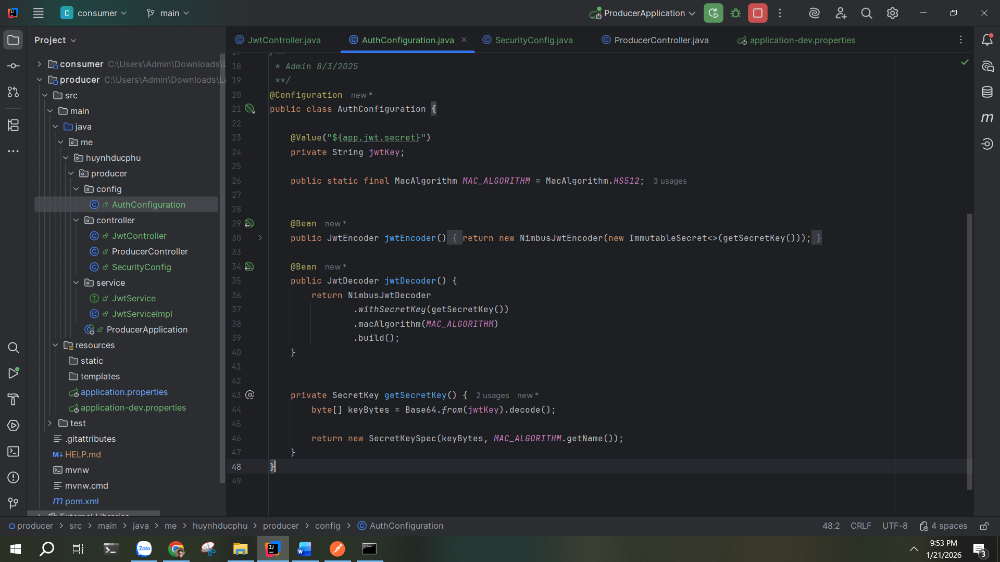 C consumer main ProducerApplication
Project
JwtController.java AuthConfiguration.java SecurityConfig.java ProducerController.java application-dev.properties
consumer C:\Users\Admin\Downloads\L
producer C:\Users\Admin\Downloads\La
src
main
java
me
huynhducphu
producer
config
AuthConfiguration
controller
JwtController
ProducerController
SecurityConfig
service
JwtService
JwtServiceImpl
ProducerApplication
resources
static
templates
application.properties
application-dev.properties
test
.gitattributes
HELP.md
mvnw
mvnw.cmd
pom.xml
External Libraries
17 /**
18 * Admin 8/3/2025
19 **/
20 @Configuration new *
21 public class AuthConfiguration {
22
23 @Value("${app.jwt.secret}")
24 private String jwtKey;
25
26 public static final MacAlgorithm MAC_ALGORITHM = MacAlgorithm.HS512; 3 usages
27
28
29 @Bean new *
30 public JwtEncoder jwtEncoder() { return new NimbusJwtEncoder(new ImmutableSecret<>(getSecretKey())); }
33
34 @Bean new *
35 public JwtDecoder jwtDecoder() {
36 return NimbusJwtDecoder
37 .withSecretKey(getSecretKey())
38 .macAlgorithm(MAC_ALGORITHM)
39 .build();
40 }
41
42
43 private SecretKey getSecretKey() { 2 usages new *
44 byte[] keyBytes = Base64.from(jwtKey).decode();
45
46 return new SecretKeySpec(keyBytes, MAC_ALGORITHM.getName());
47 }
48 }
49
producer > src > main > java > me > huynhducphu > producer > config > AuthConfiguration 48:2 CRLF UTF-8 4 spaces
Zalo
9:53 PM
1/21/2026
3